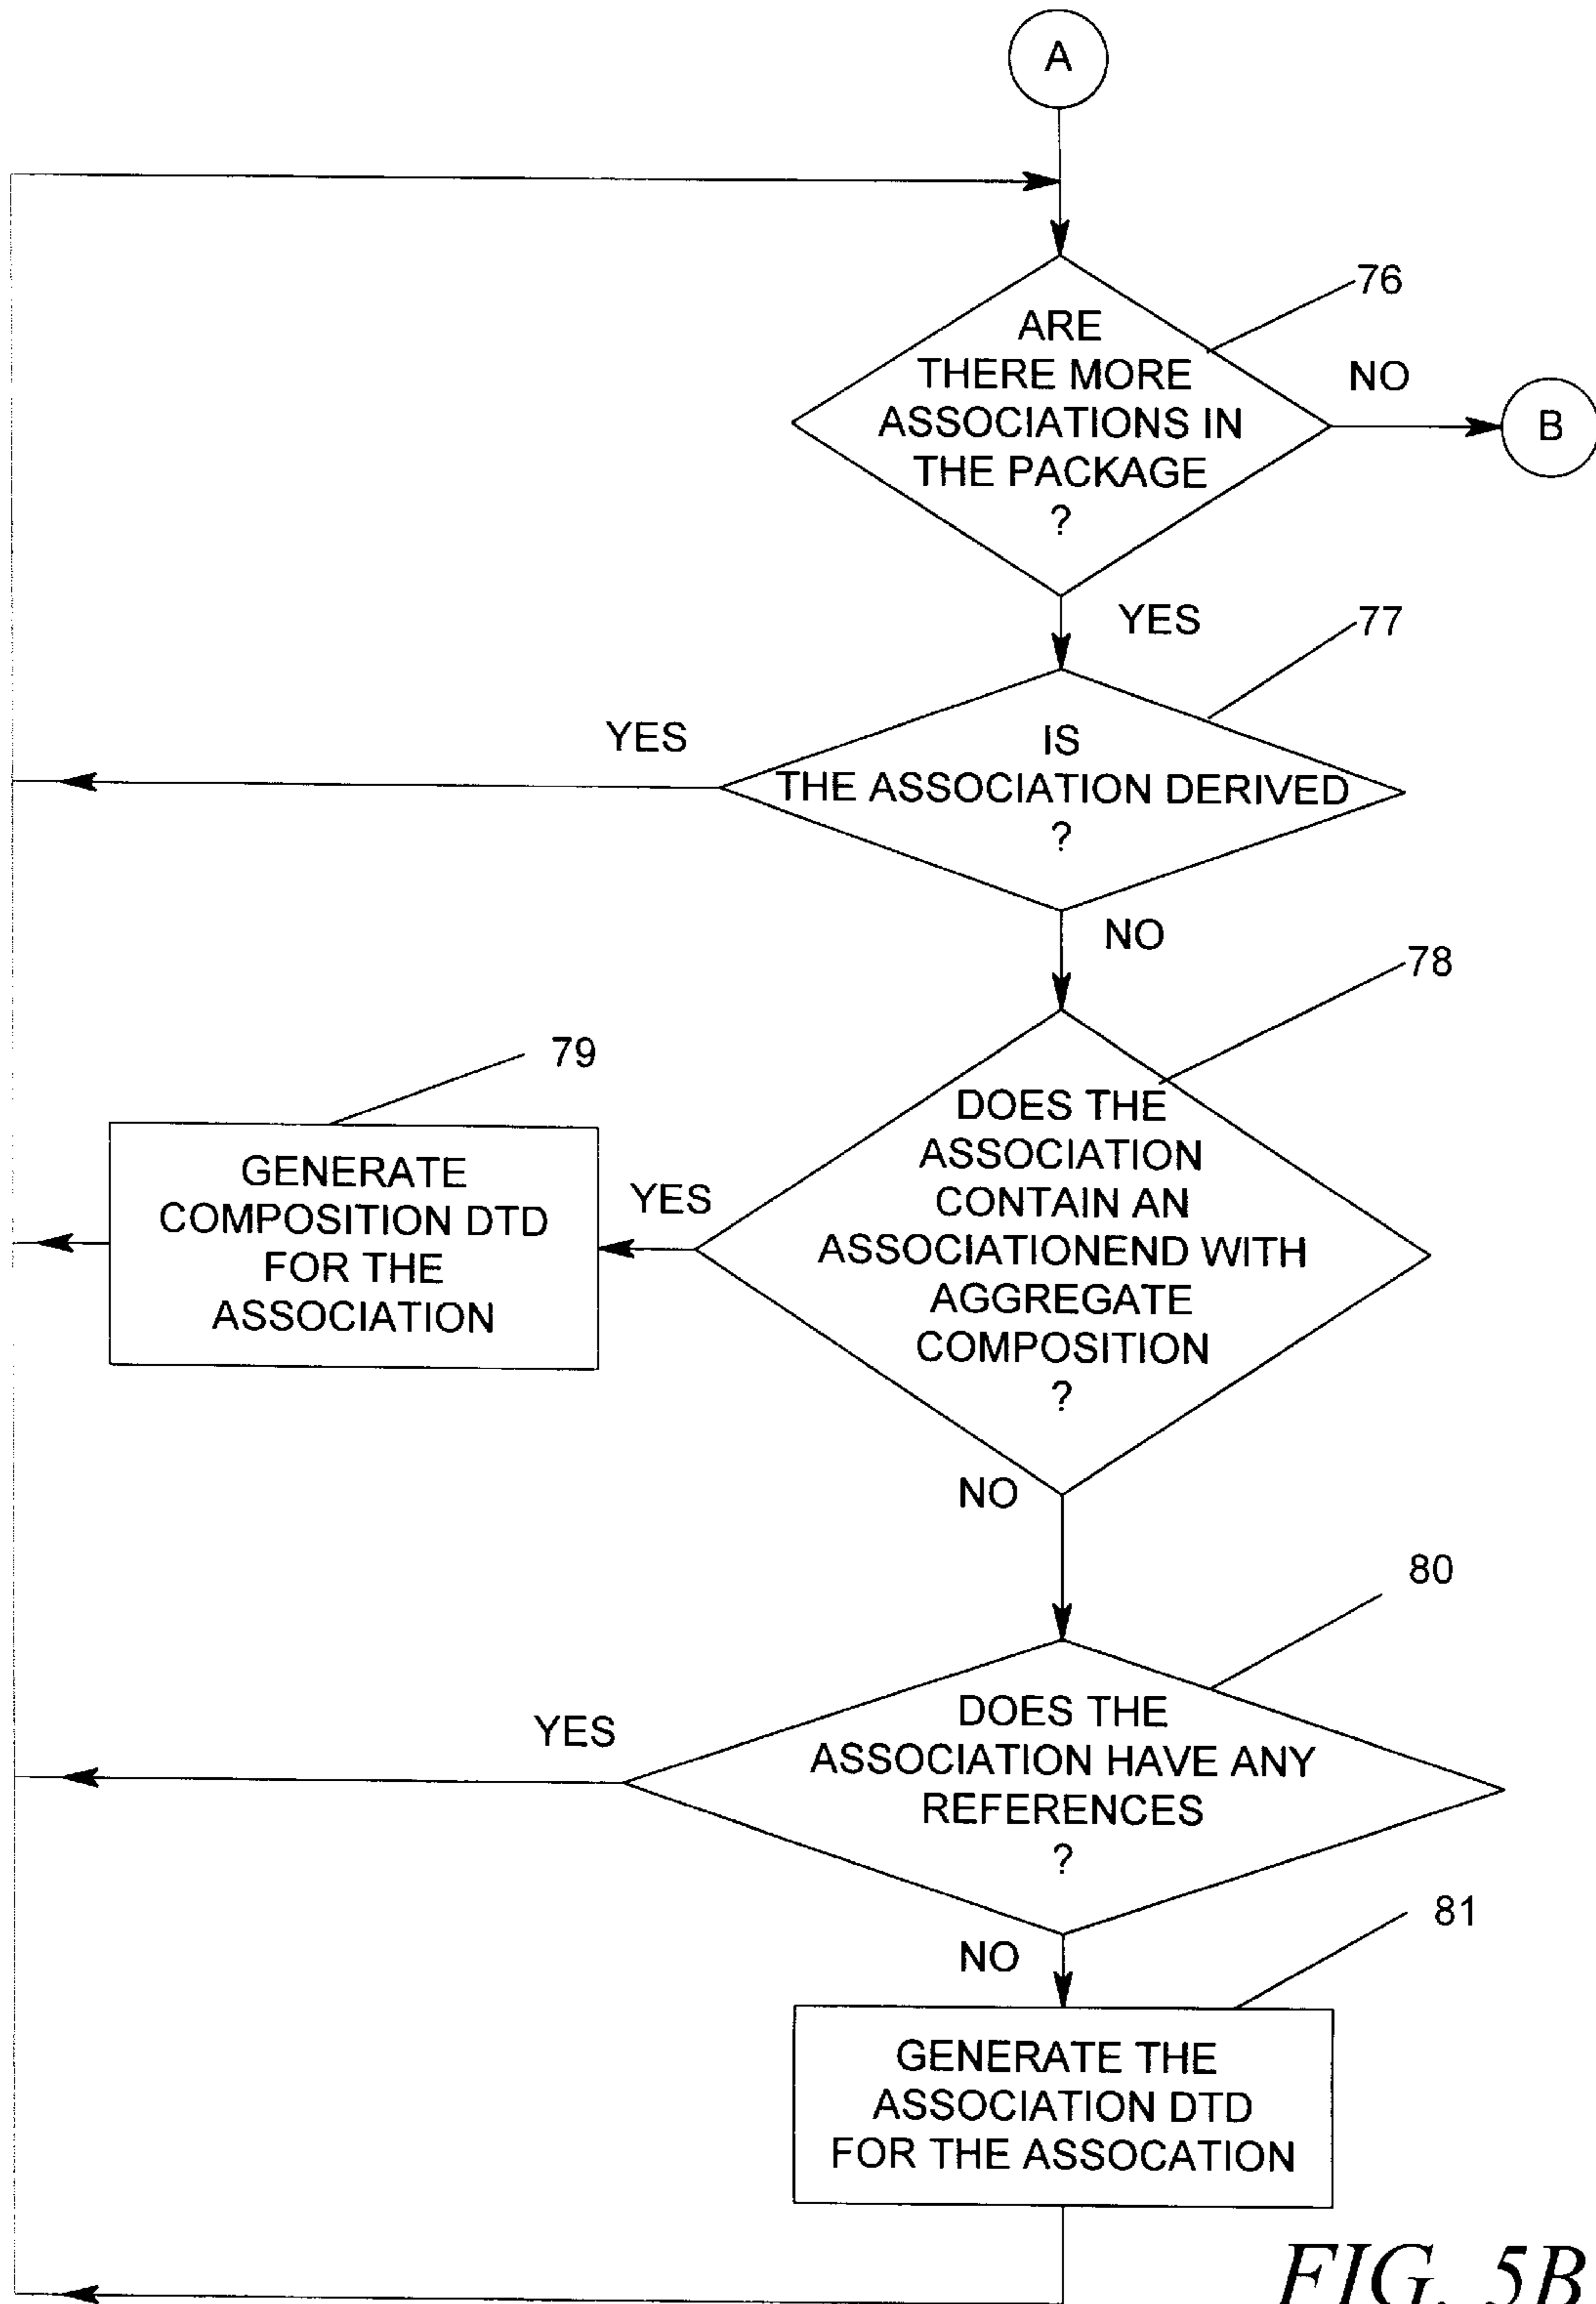 A
76
ARE
THERE MORE
ASSOCIATIONS IN
THE PACKAGE
?
NO
B
YES
77
YES
IS
THE ASSOCIATION DERIVED
?
NO
78
79
DOES THE
ASSOCIATION
CONTAIN AN
ASSOCIATIONEND WITH
AGGREGATE
COMPOSITION
?
YES
GENERATE
COMPOSITION DTD
FOR THE
ASSOCIATION
NO
80
YES
DOES THE
ASSOCIATION HAVE ANY
REFERENCES
?
81
NO
GENERATE THE
ASSOCIATION DTD
FOR THE ASSOCATION
FIG. 5B